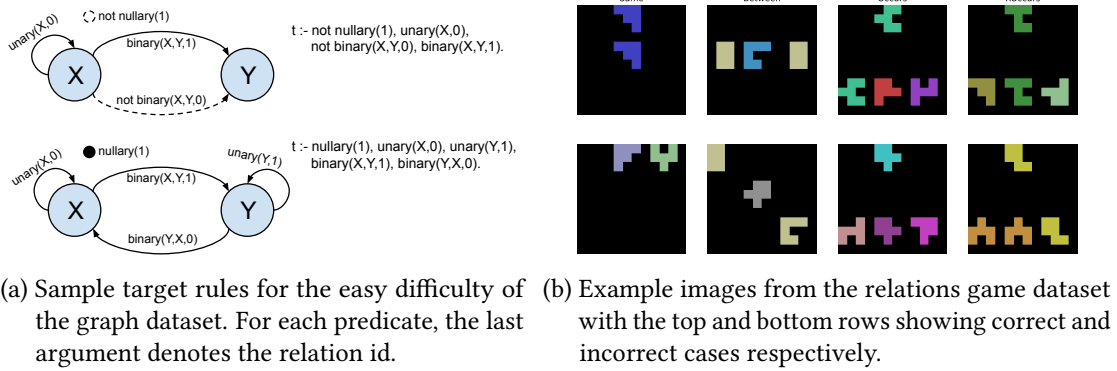 not nullary(1)
unary(X,0)
binary(X,Y,1)
X
Y
not binary(X,Y,0)
t :- not nullary(1), unary(X,0),
not binary(X,Y,0), binary(X,Y,1).
nullary(1)
unary(X,0)
unary(Y,1)
binary(X,Y,1)
X
Y
binary(Y,X,0)
t :- nullary(1), unary(X,0), unary(Y,1),
binary(X,Y,1), binary(Y,X,0).
(a) Sample target rules for the easy difficulty of
the graph dataset. For each predicate, the last
argument denotes the relation id.
Between
(b) Example images from the relations game dataset
with the top and bottom rows showing correct and
incorrect cases respectively.